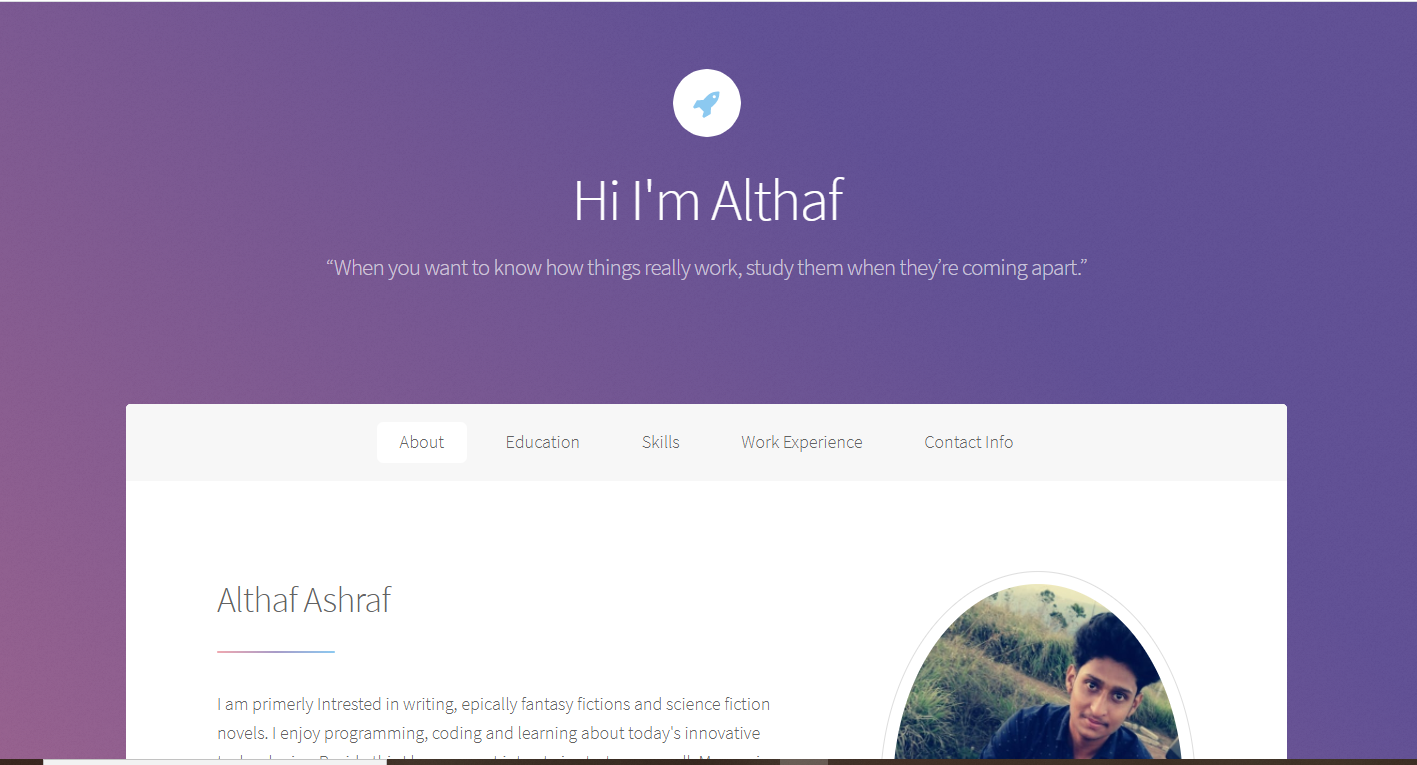 Hi I'm Althaf
“When you want to know how things really work, study them when they’re coming apart.”
About Education Skills Work Experience Contact Info
Althaf Ashraf
I am primerly Intrested in writing, epically fantasy fictions and science fiction
novels. I enjoy programming, coding and learning about today's innovative